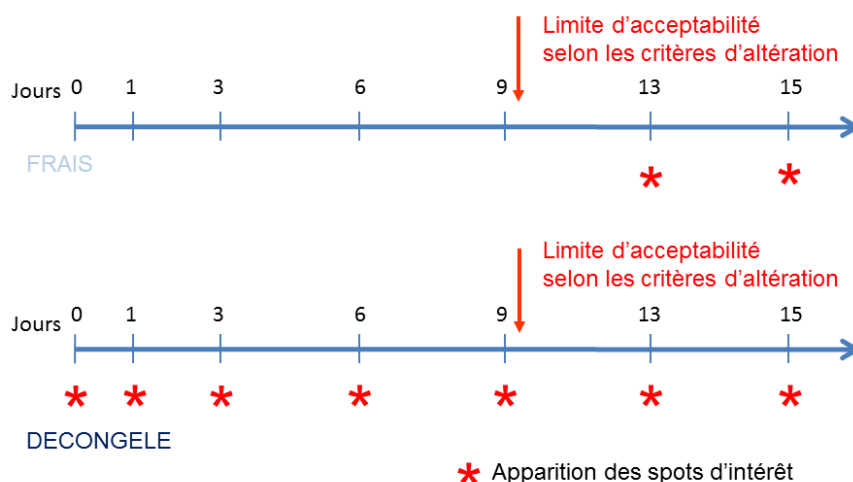 Limite d'acceptabilité
selon les critères d'altération
Jours 0 1 3 6 9 13 15
FRAIS
* *
Limite d'acceptabilité
selon les critères d'altération
Jours 0 1 3 6 9 13 15
* * * * * * *
DECONGELE
* Apparition des spots d'intérêt